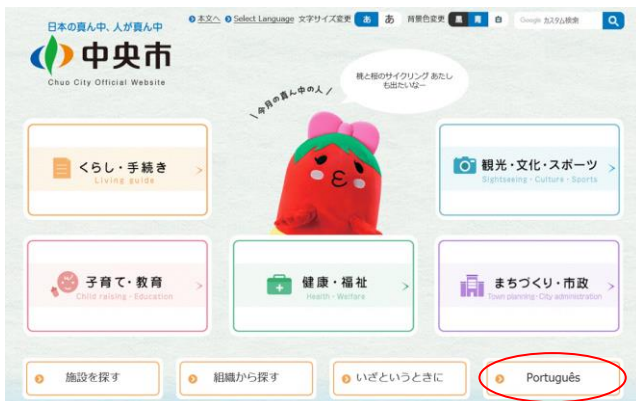 日本の真ん中、人が真ん中
本文へ Select Language 文字サイズ変更 あ あ 背景色変更 黒 青 白 Google カスタム検索
中央市
Chuo City Official Website
桃と桜のサイクリング あたし
も出たいなー
今月の真ん中の人
くらし・手続き
Living guide
観光・文化・スポーツ
Sightseeing・Culture・Sports
子育て・教育
Child raising・Education
健康・福祉
Health・Welfare
まちづくり・市政
Town planning・City administration
施設を探す
組織から探す
いざというときに
Português